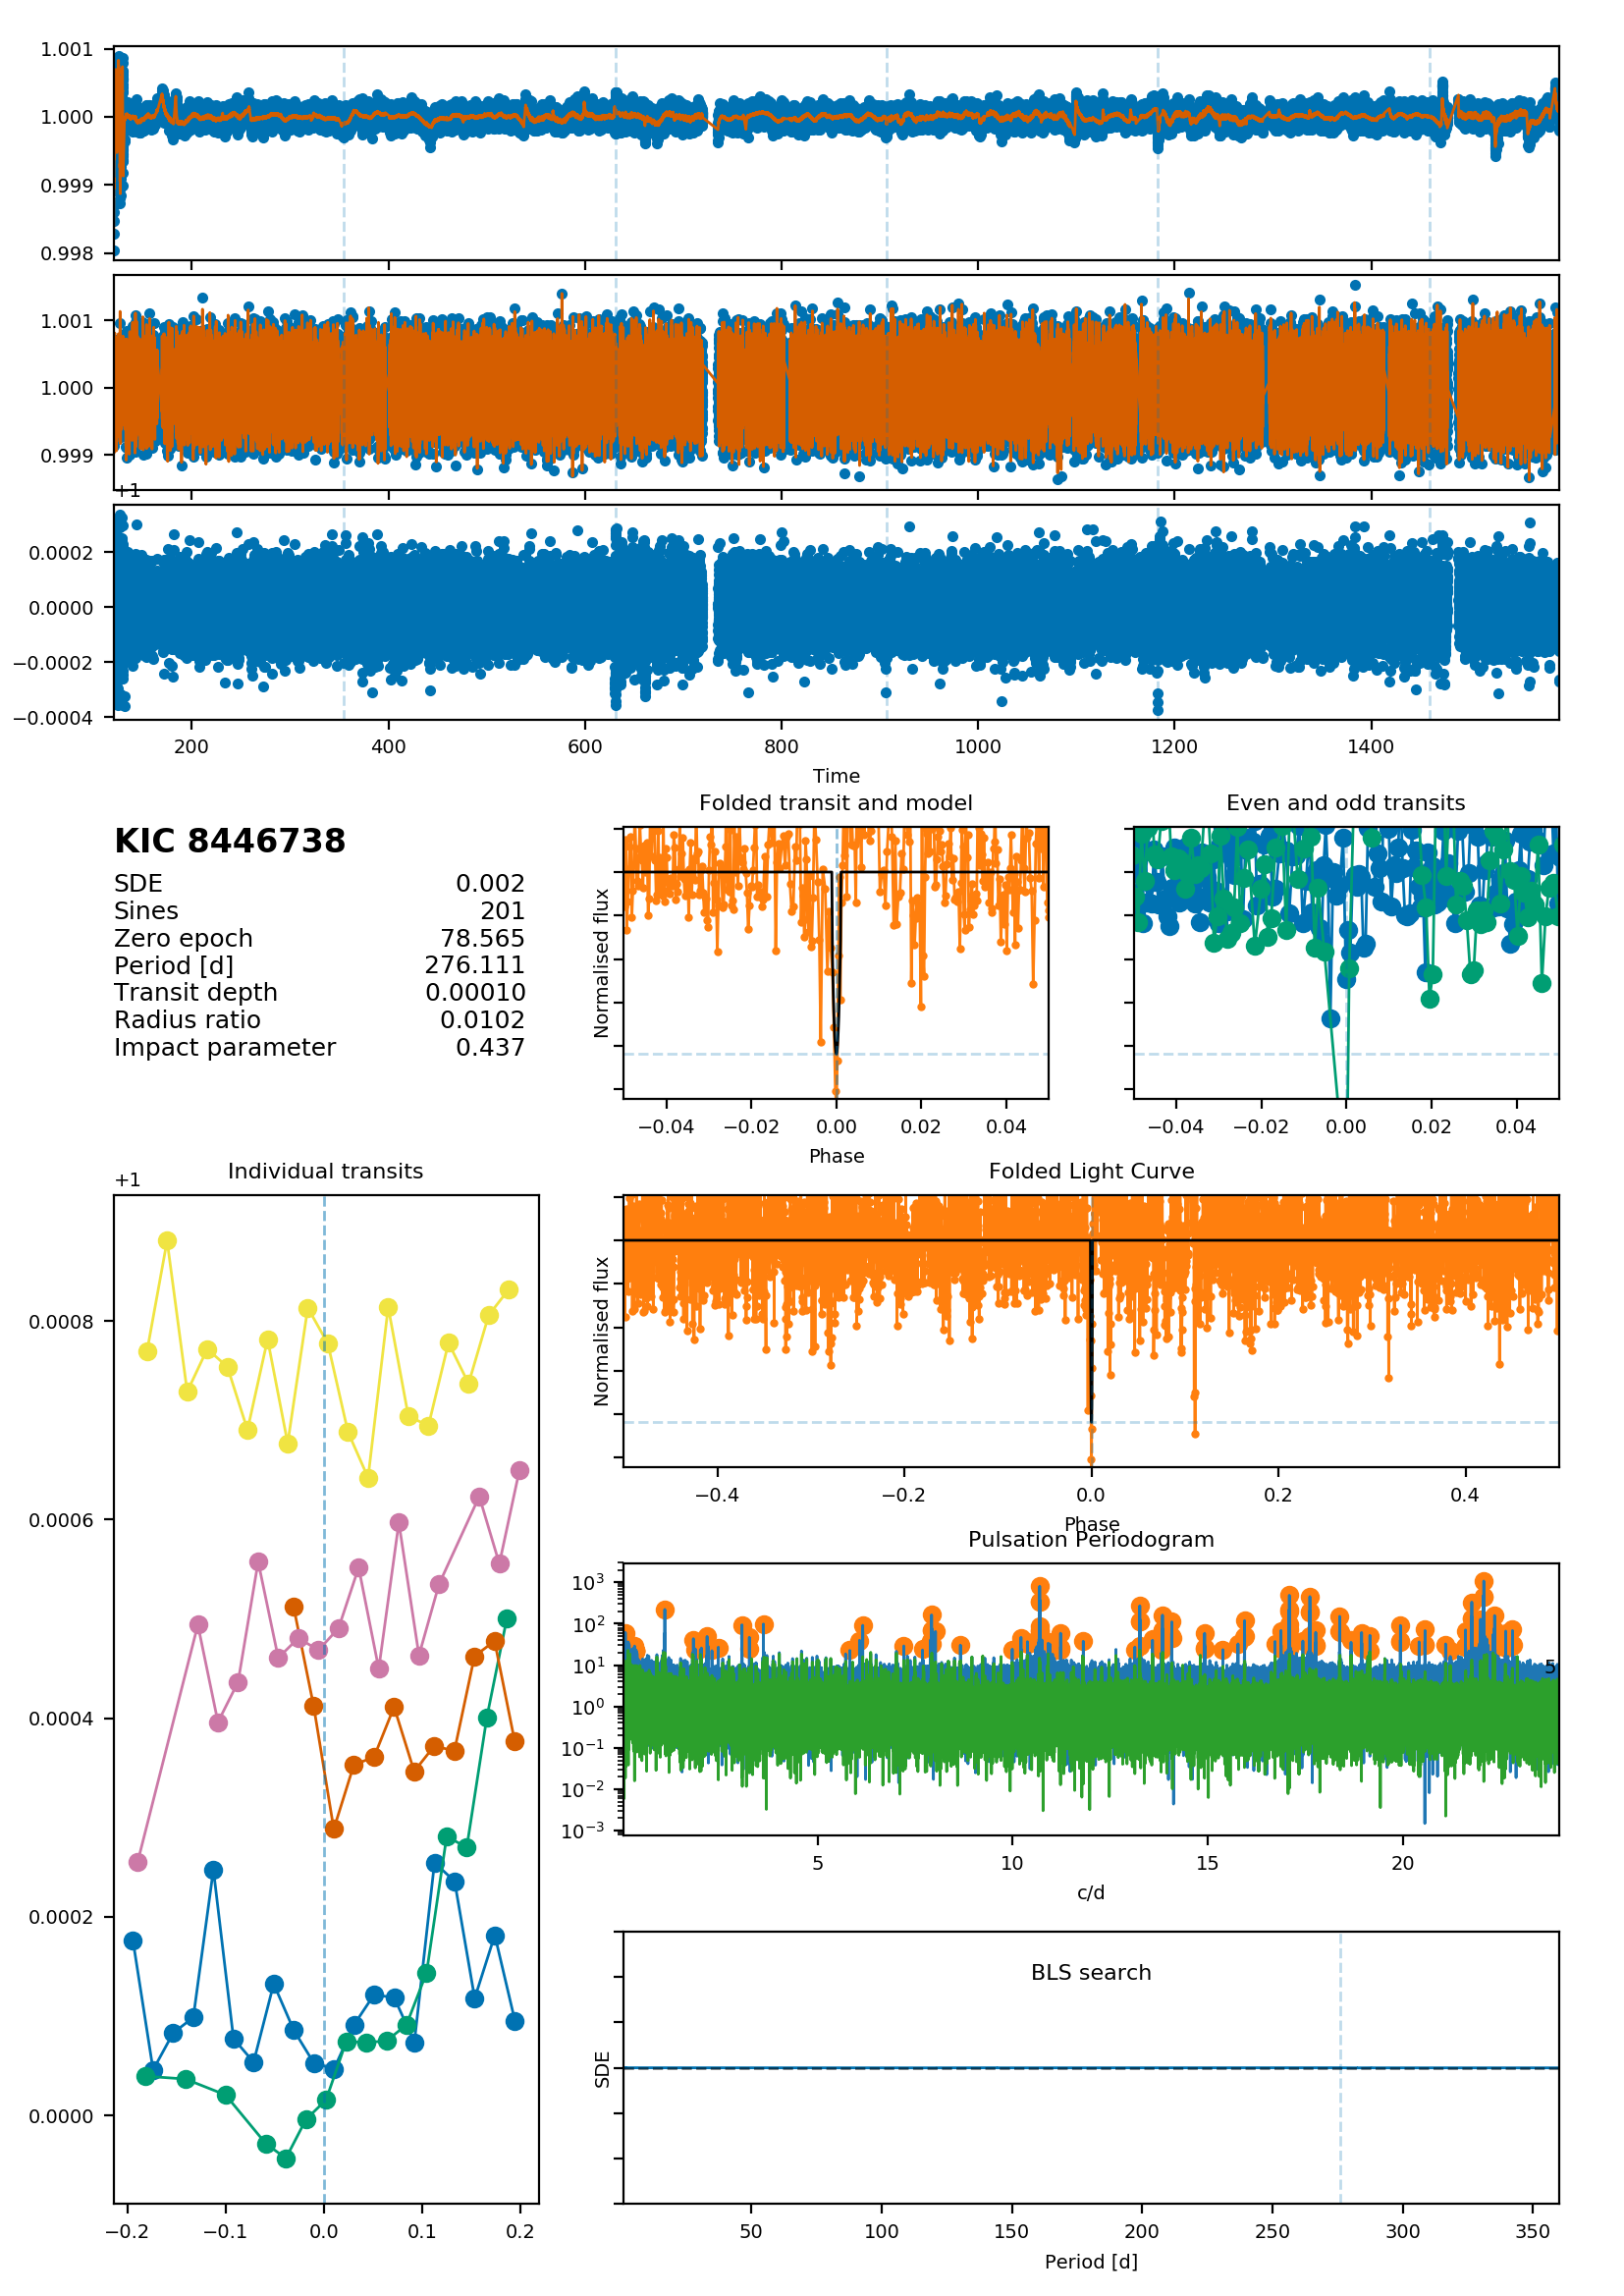 1.001
1.000
0.999
0.998
1.001
1.000
0.999
+1
0.0002
0.0000
−0.0002
−0.0004
200 400 600 800 1000 1200 1400
Time
KIC 8446738
SDE 0.002
Sines 201
Zero epoch 78.565
Period [d] 276.111
Transit depth 0.00010
Radius ratio 0.0102
Impact parameter 0.437
Folded transit and model
Normalised flux
−0.04 −0.02 0.00 0.02 0.04
Phase
Even and odd transits
−0.04 −0.02 0.00 0.02 0.04
Individual transits
+1
0.0008
0.0006
0.0004
0.0002
0.0000
−0.2 −0.1 0.0 0.1 0.2
Folded Light Curve
Normalised flux
−0.4 −0.2 0.0 0.2 0.4
Phase
Pulsation Periodogram
10³
10²
10¹
10⁰
10⁻¹
10⁻²
10⁻³
5
5 10 15 20
c/d
BLS search
SDE
50 100 150 200 250 300 350
Period [d]